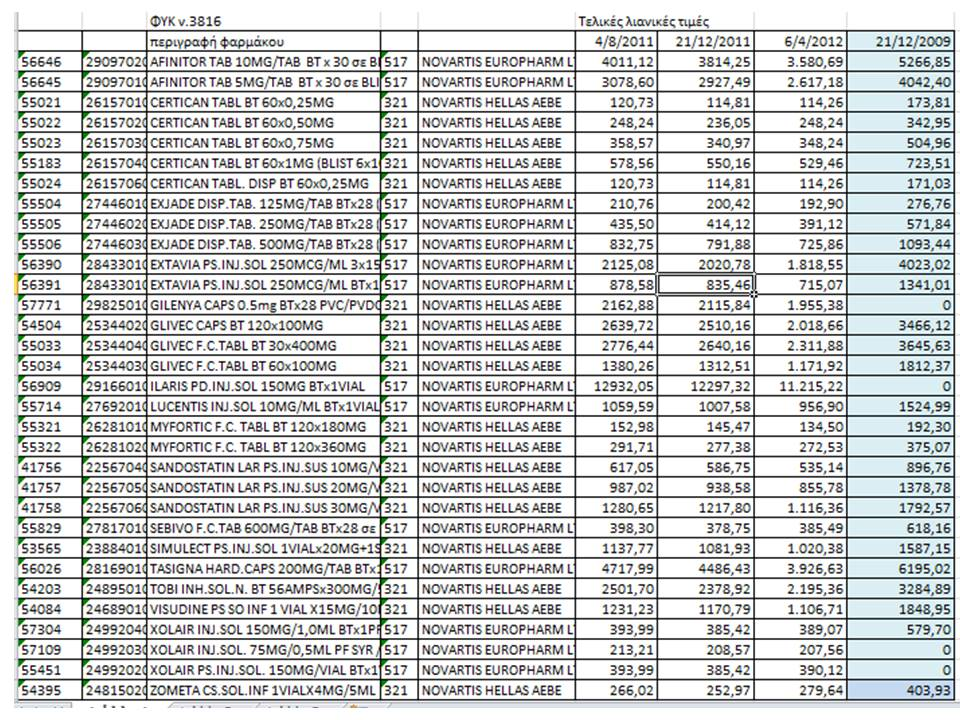 ΦΥΚ ν.3816 Τελικές λιανικές τιμές
περιγραφή φαρμάκου 4/8/2011 21/12/2011 6/4/2012 21/12/2009
56646 29097020 AFINITOR TAB 10MG/TAB BT x 30 σε BI 517 NOVARTIS EUROPHARM LT 4011,12 3814,25 3.580,69 5266,85
56645 29097010 AFINITOR TAB 5MG/TAB BT x 30 σε BLI 517 NOVARTIS EUROPHARM LT 3078,60 2927,49 2.617,18 4042,40
55021 26157010 CERTICAN TABL BT 60x0,25MG 321 NOVARTIS HELLAS AEBE 120,73 114,81 114,26 173,81
55022 26157020 CERTICAN TABL BT 60x0,50MG 321 NOVARTIS HELLAS AEBE 248,24 236,05 248,24 342,95
55023 26157030 CERTICAN TABL BT 60x0,75MG 321 NOVARTIS HELLAS AEBE 358,57 340,97 348,24 504,96
55183 26157040 CERTICAN TABL BT 60x1MG (BLIST 6x10 321 NOVARTIS HELLAS AEBE 578,56 550,16 529,46 723,51
55024 26157060 CERTICAN TABL. DISP BT 60x0,25MG 321 NOVARTIS HELLAS AEBE 120,73 114,81 114,26 171,03
55504 27446010 EXJADE DISP.TAB. 125MG/TAB BTx28 ( 517 NOVARTIS EUROPHARM LT 210,76 200,42 192,90 276,76
55505 27446020 EXJADE DISP.TAB. 250MG/TAB BTx28 ( 517 NOVARTIS EUROPHARM LT 435,50 414,12 391,12 571,84
55506 27446030 EXJADE DISP.TAB. 500MG/TAB BTx28 ( 517 NOVARTIS EUROPHARM LT 832,75 791,88 725,86 1093,44
56390 28433010 EXTAVIA PS.INJ.SOL 250MCG/ML 3x15 517 NOVARTIS EUROPHARM LT 2125,08 2020,78 1.818,55 4023,02
56391 28433010 EXTAVIA PS.INJ.SOL 250MCG/ML BTx1 517 NOVARTIS EUROPHARM LT 878,58 835,46 715,07 1341,01
57771 29825010 GILENYA CAPS 0.5mg BTx28 PVC/PVDC 321 NOVARTIS HELLAS AEBE 2162,88 2115,84 1.955,38 0
54504 25344020 GLIVEC CAPS BT 120x100MG 321 NOVARTIS HELLAS AEBE 2639,72 2510,16 2.018,66 3466,12
55033 25344040 GLIVEC F.C.TABL BT 30x400MG 321 NOVARTIS HELLAS AEBE 2776,44 2640,16 2.311,88 3645,63
55034 25344030 GLIVEC F.C.TABL BT 60x100MG 321 NOVARTIS HELLAS AEBE 1380,26 1312,51 1.171,92 1812,37
56909 29166010 ILARIS PD.INJ.SOL 150MG BTx1VIAL 517 NOVARTIS EUROPHARM LT 12932,05 12297,32 11.215,22 0
55714 27692010 LUCENTIS INJ.SOL 10MG/ML BTx1VIAL 517 NOVARTIS EUROPHARM LT 1059,59 1007,58 956,90 1524,99
55321 26281010 MYFORTIC F.C. TABL BT 120x180MG 321 NOVARTIS HELLAS AEBE 152,98 145,47 134,50 192,30
55322 26281020 MYFORTIC F.C. TABL BT 120x360MG 321 NOVARTIS HELLAS AEBE 291,71 277,38 272,53 375,07
41756 22567040 SANDOSTATIN LAR PS.INJ.SUS 10MG/V 321 NOVARTIS HELLAS AEBE 617,05 586,75 535,14 896,76
41757 22567050 SANDOSTATIN LAR PS.INJ.SUS 20MG/V 321 NOVARTIS HELLAS AEBE 987,02 938,58 855,78 1378,78
41758 22567060 SANDOSTATIN LAR PS.INJ.SUS 30MG/V 321 NOVARTIS HELLAS AEBE 1280,65 1217,80 1.116,36 1792,57
55829 27817010 SEBIVO F.C.TAB 600MG/TAB BTx28 σε 517 NOVARTIS EUROPHARM LT 398,30 378,75 385,49 618,16
53565 23884010 SIMULECT PS.INJ.SOL 1VIALx20MG+1S 321 NOVARTIS HELLAS AEBE 1137,77 1081,93 1.020,38 1587,15
56026 28169010 TASIGNA HARD.CAPS 200MG/TAB BTx 517 NOVARTIS EUROPHARM LT 4717,99 4486,43 3.926,63 6195,02
54203 24895010 TOBI INH.SOL.N. BT 56AMPSx300MG/ 321 NOVARTIS HELLAS AEBE 2501,70 2378,92 2.195,36 3284,89
54084 24689010 VISUDINE PS SO INF 1 VIAL X15MG/10 321 NOVARTIS HELLAS AEBE 1231,23 1170,79 1.106,71 1848,95
57304 24992040 XOLAIR INJ.SOL 150MG/1,0ML BTx1PF 517 NOVARTIS EUROPHARM LT 393,99 385,42 389,07 579,70
57109 24992030 XOLAIR INJ.SOL. 75MG/0,5ML PF SYR / 517 NOVARTIS EUROPHARM LT 213,21 208,57 207,56 0
55451 24992020 XOLAIR PS.INJ.SOL. 150MG/VIAL BTx1 517 NOVARTIS EUROPHARM LT 393,99 385,42 390,12 0
54395 24815020 ZOMETA CS.SOL.INF 1VIALX4MG/5ML 321 NOVARTIS HELLAS AEBE 266,02 252,97 279,64 403,93